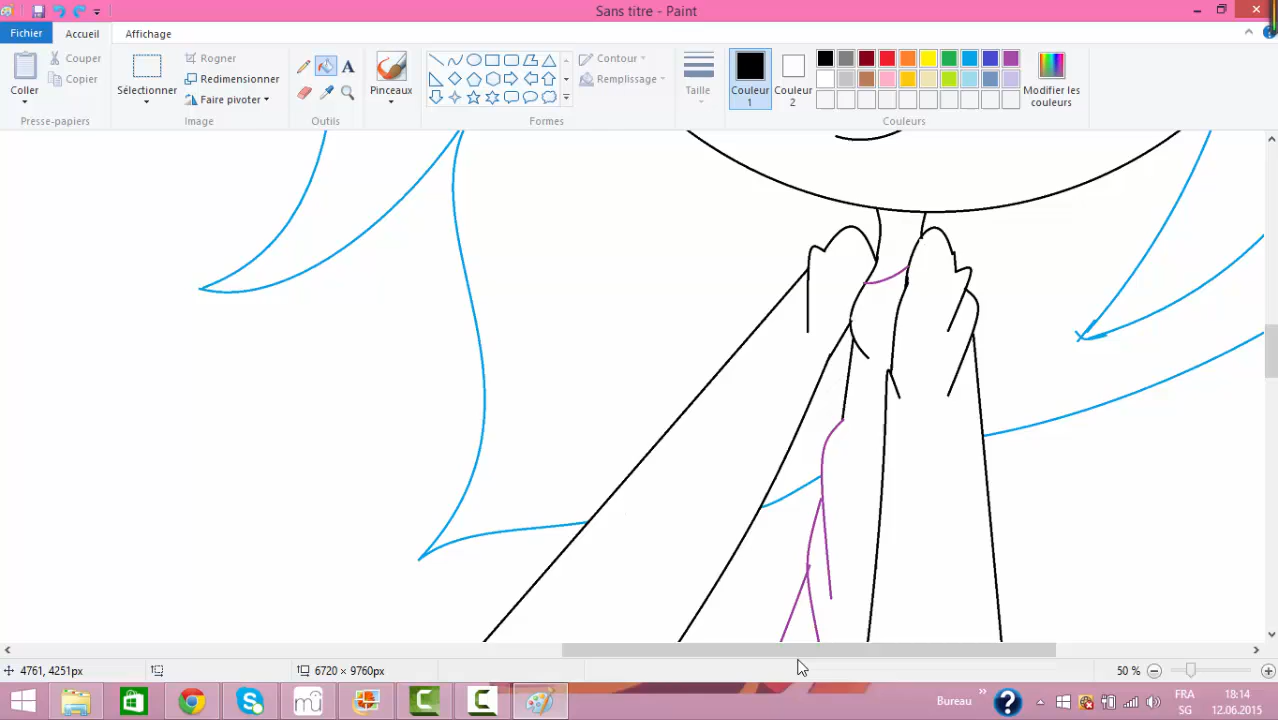 Sans titre - Paint
Fichier
Accueil
Affichage
Coller
Couper
Copier
Presse-papiers
Sélectionner
Rogner
Redimensionner
Faire pivoter
Image
A
Outils
Pinceaux
Contour
Remplissage
Formes
Taille
Couleur 1
Couleur 2
Modifier les couleurs
Couleurs
4761, 4251px
6720 × 9760px
50 %
Bureau
FR
SG
18:14
12.06.2015